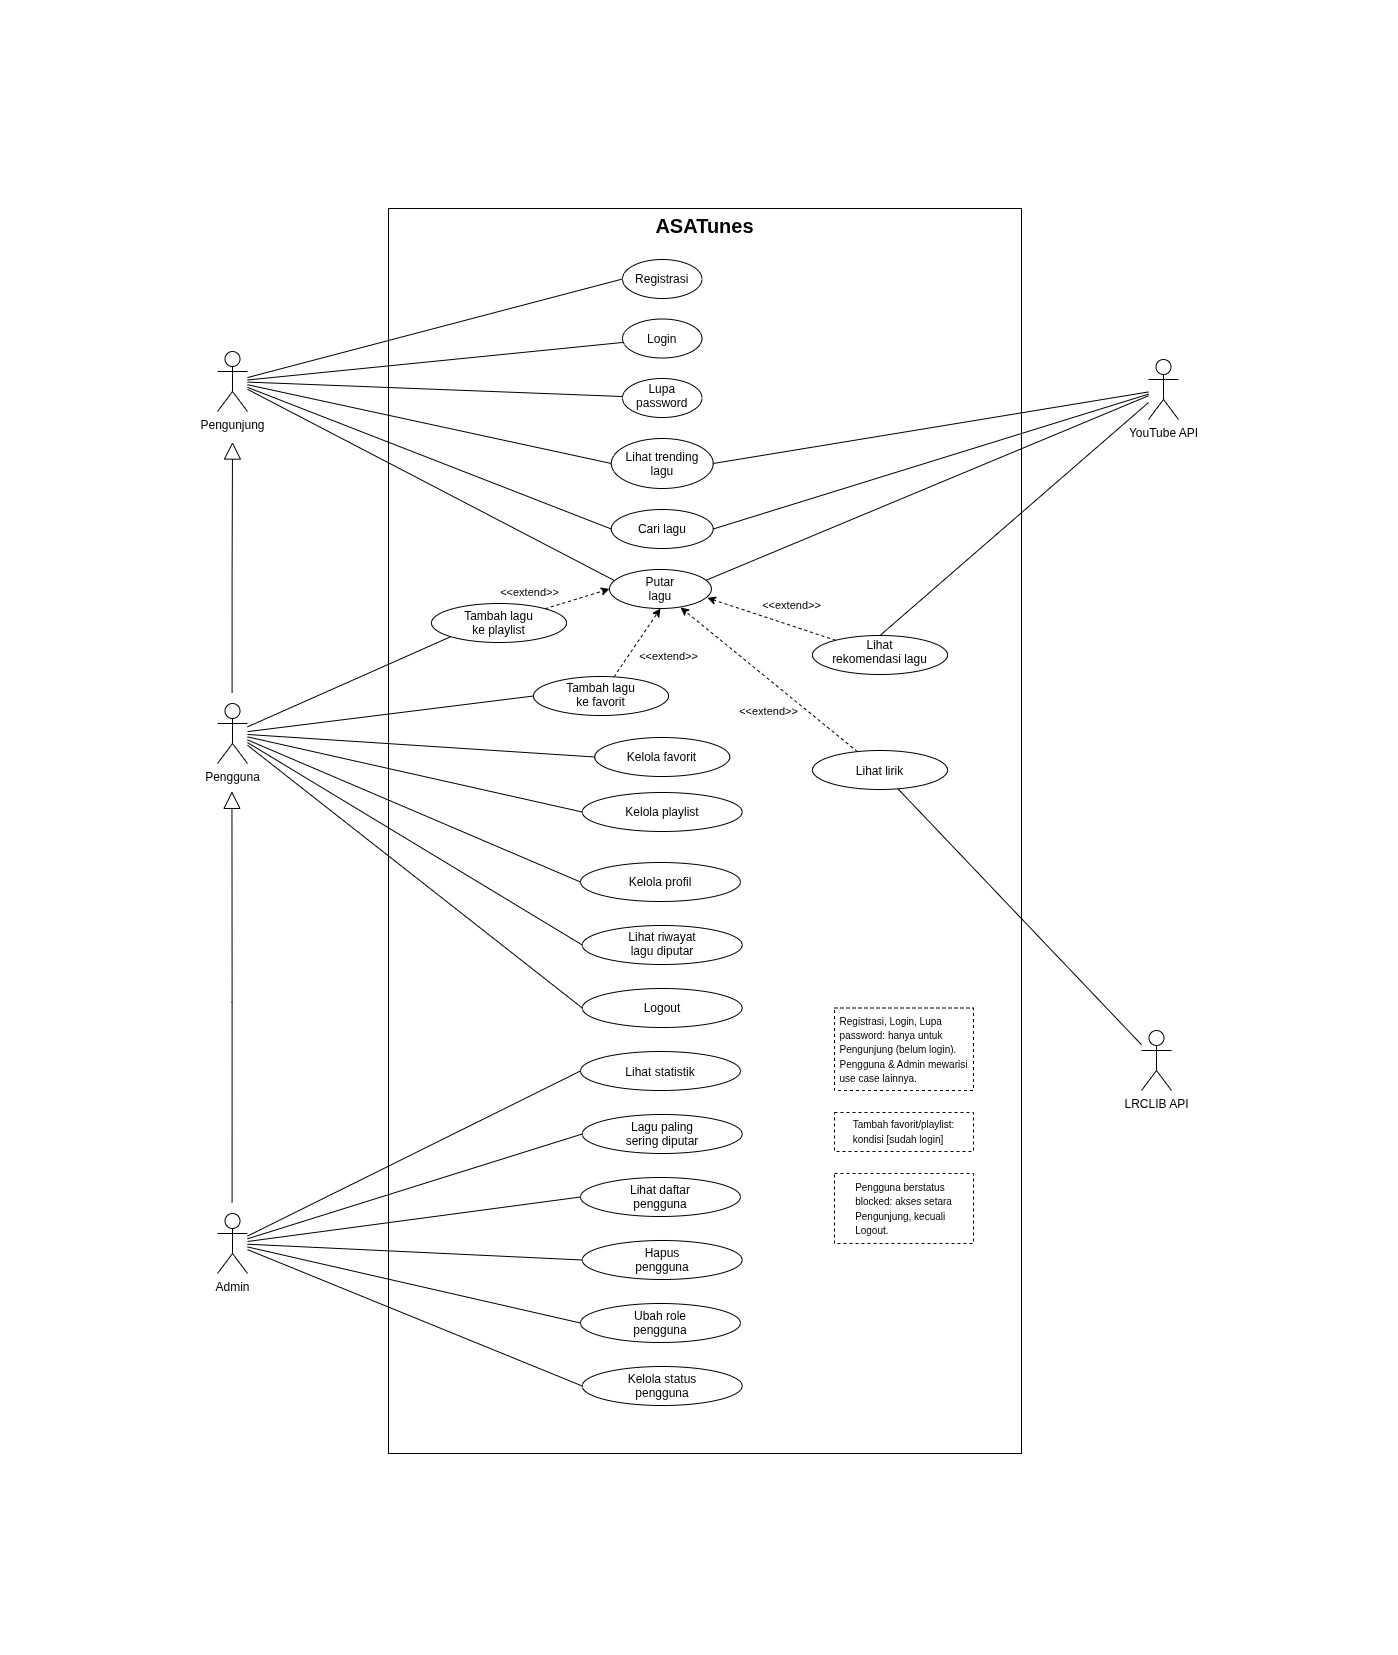 ASATunes
Registrasi
Login
Lupa
password
Pengunjung
YouTube API
Lihat trending
lagu
Cari lagu
Putar
lagu
<<extend>>
<<extend>>
Tambah lagu
ke playlist
Lihat
rekomendasi lagu
<<extend>>
Tambah lagu
ke favorit
<<extend>>
Kelola favorit
Lihat lirik
Pengguna
Kelola playlist
Kelola profil
Lihat riwayat
lagu diputar
Logout
Registrasi, Login, Lupa
password: hanya untuk
Pengunjung (belum login).
Pengguna & Admin mewarisi
use case lainnya.
Lihat statistik
LRCLIB API
Lagu paling
sering diputar
Tambah favorit/playlist:
kondisi [sudah login]
Lihat daftar
pengguna
Pengguna berstatus
blocked: akses setara
Pengunjung, kecuali
Logout.
Hapus
pengguna
Admin
Ubah role
pengguna
Kelola status
pengguna